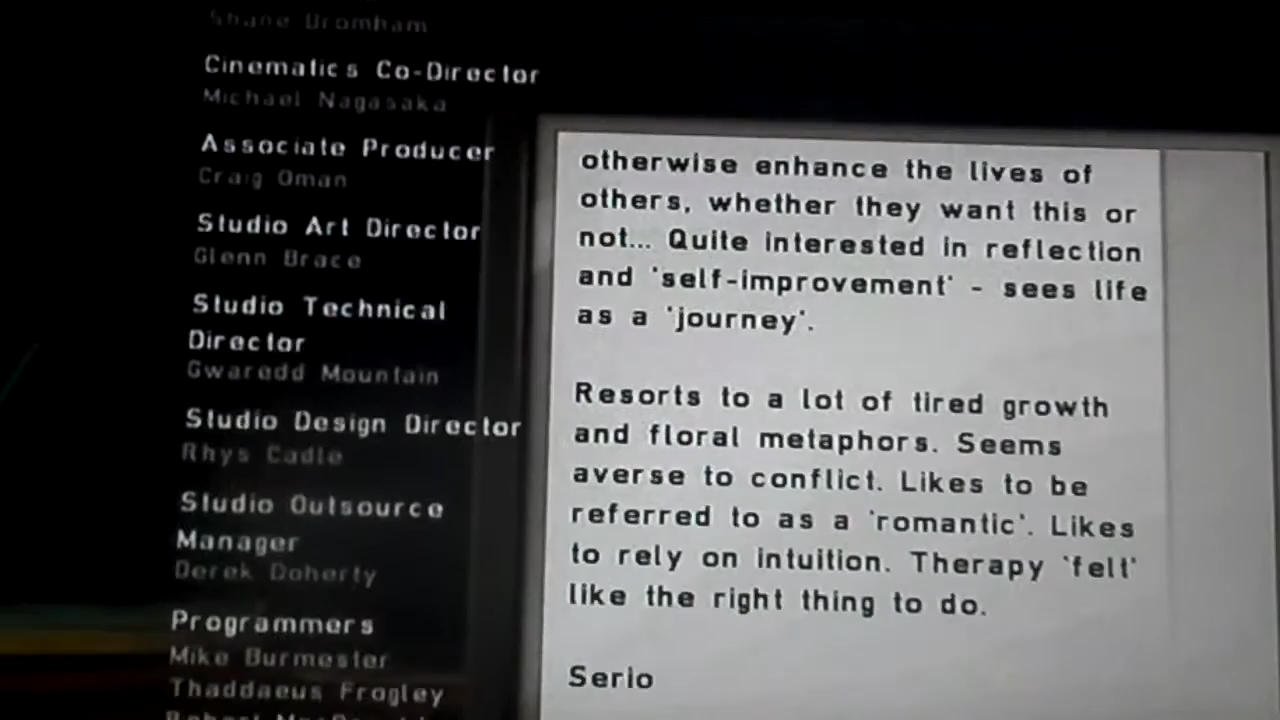 Shane Bromham
Cinematics Co-Director
Michael Nagasaka
Associate Producer
Craig Oman
Studio Art Director
Glenn Brace
Studio Technical
Director
Gwaredd Mountain
Studio Design Director
Rhys Cadle
Studio Outsource
Manager
Derek Doherty
Programmers
Mike Burmester
Thaddaeus Frogley
Robert
otherwise enhance the lives of
others, whether they want this or
not... Quite interested in reflection
and 'self-improvement' - sees life
as a 'journey'.
Resorts to a lot of tired growth
and floral metaphors. Seems
averse to conflict. Likes to be
referred to as a 'romantic'. Likes
to rely on intuition. Therapy 'felt'
like the right thing to do.
Serio